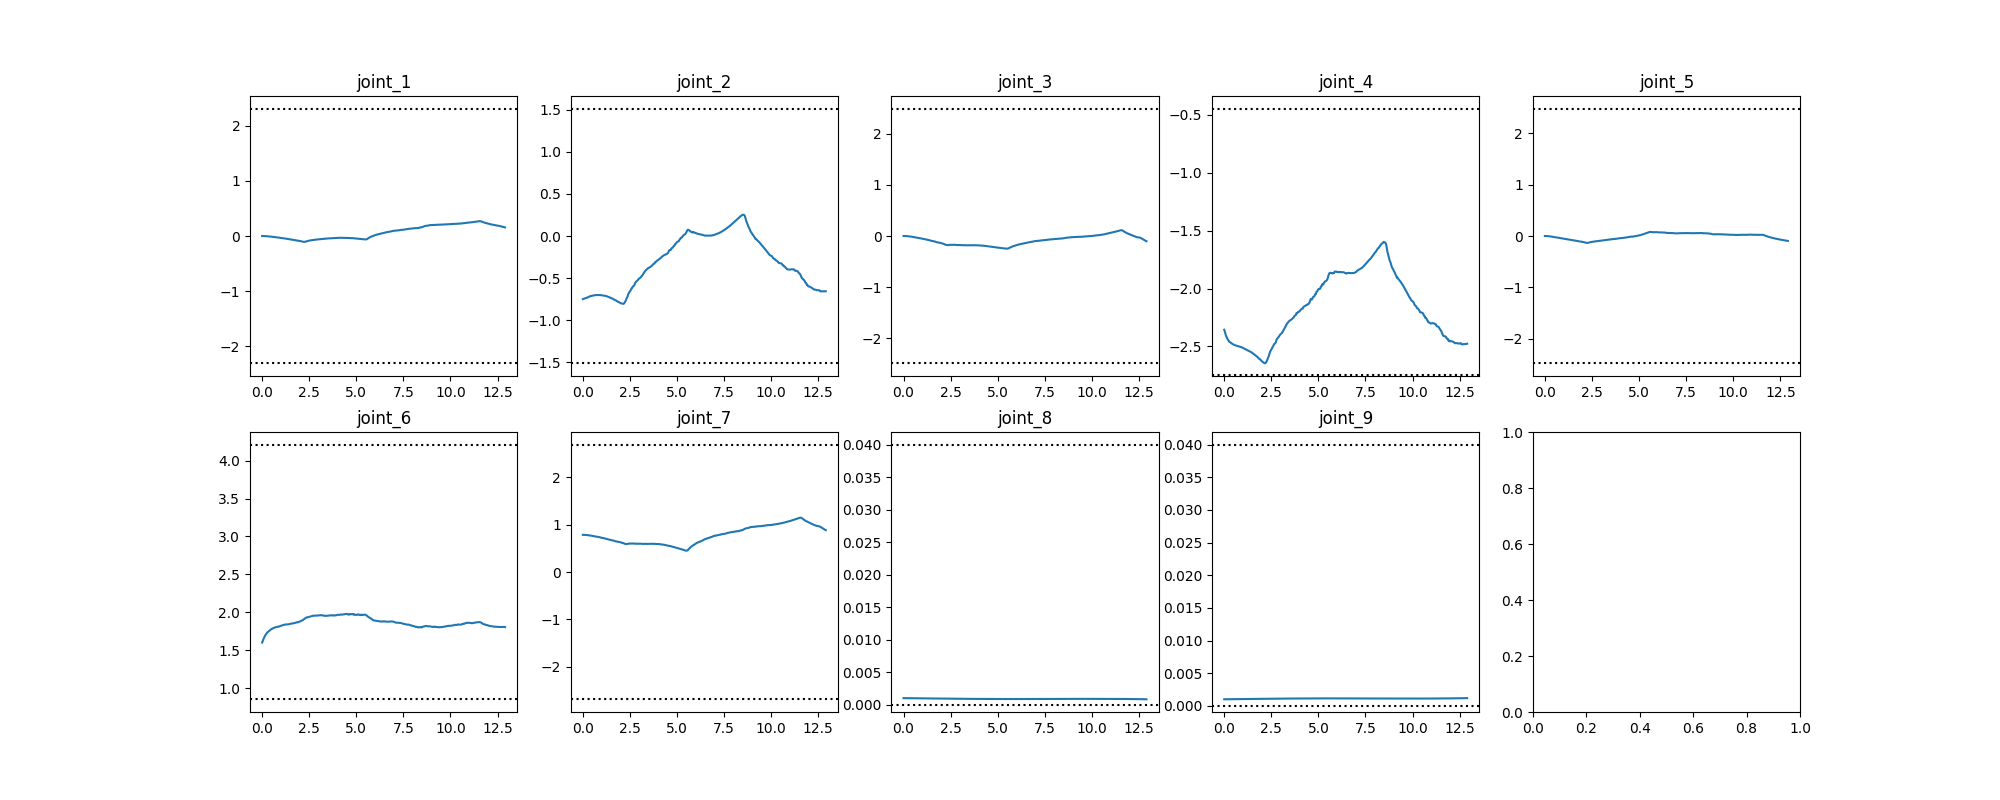 joint_1 joint_2 joint_3 joint_4 joint_5
2 1 0 −1 −2
1.5 1.0 0.5 0.0 −0.5 −1.0 −1.5
2 1 0 −1 −2
−0.5 −1.0 −1.5 −2.0 −2.5
2 1 0 −1 −2
0.0 2.5 5.0 7.5 10.0 12.5 0.0 2.5 5.0 7.5 10.0 12.5 0.0 2.5 5.0 7.5 10.0 12.5 0.0 2.5 5.0 7.5 10.0 12.5 0.0 2.5 5.0 7.5 10.0 12.5
joint_6 joint_7 joint_8 joint_9
4.0 3.5 3.0 2.5 2.0 1.5 1.0
2 1 0 −1 −2
0.040 0.035 0.030 0.025 0.020 0.015 0.010 0.005 0.000
0.040 0.035 0.030 0.025 0.020 0.015 0.010 0.005 0.000
1.0 0.8 0.6 0.4 0.2 0.0
0.0 2.5 5.0 7.5 10.0 12.5 0.0 2.5 5.0 7.5 10.0 12.5 0.0 2.5 5.0 7.5 10.0 12.5 0.0 2.5 5.0 7.5 10.0 12.5 0.0 0.2 0.4 0.6 0.8 1.0